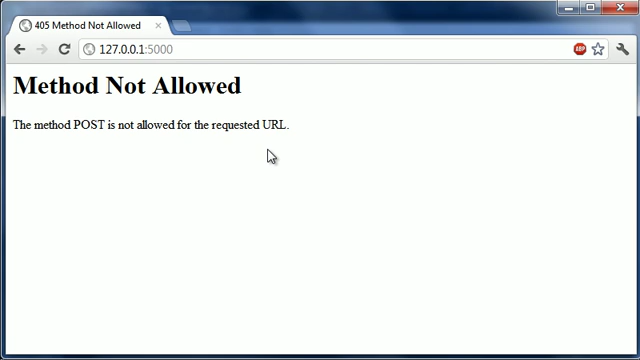 405 Method Not Allowed
127.0.0.1:5000
ABP
Method Not Allowed
The method POST is not allowed for the requested URL.